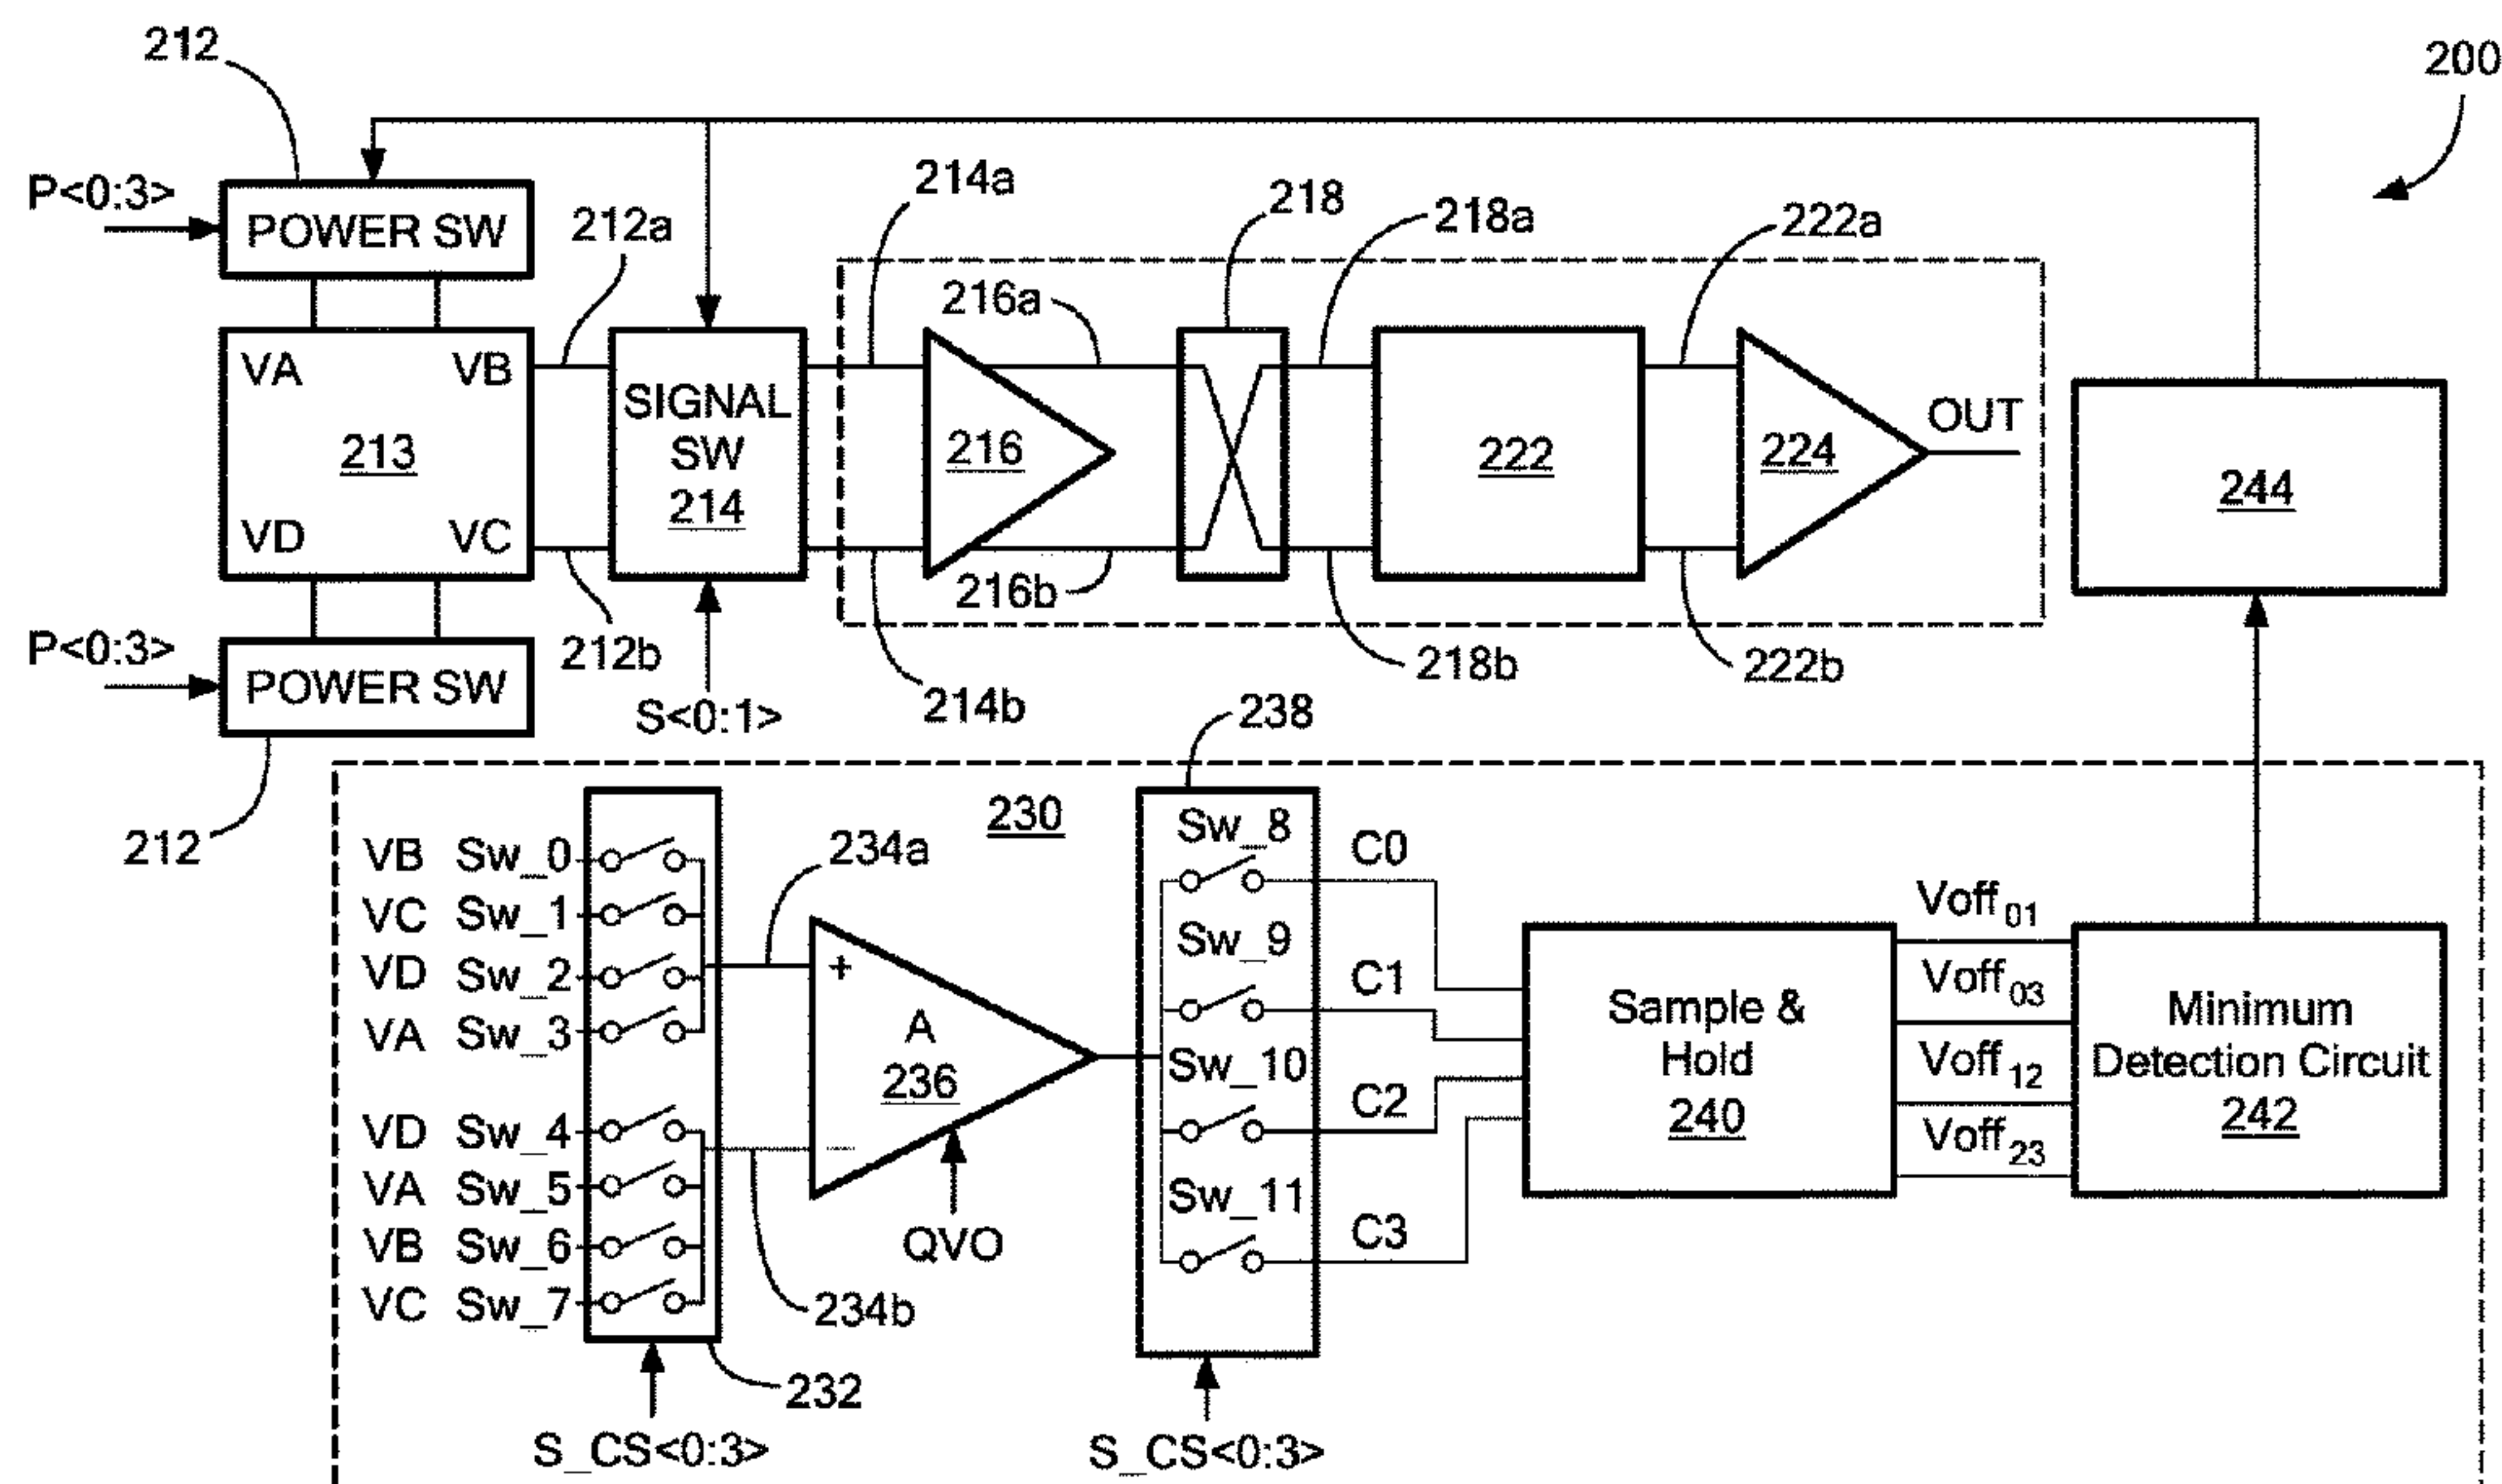 212
200
P<0:3>
POWER SW
212a
214a
218
218a
222a
216a
VA VB
213
VD VC
SIGNAL
SW
214
216
222
224
OUT
244
216b
P<0:3>
POWER SW
212b
S<0:1>
214b
218b
222b
238
212
230
VB Sw_0
VC Sw_1
VD Sw_2
VA Sw_3
VD Sw_4
VA Sw_5
VB Sw_6
VC Sw_7
234a
+
A
236
-
QVO
234b
232
S_CS<0:3>
Sw_8
C0
Sw_9
C1
Sw_10
C2
Sw_11
C3
S_CS<0:3>
Sample &
Hold
240
Voff01
Voff03
Voff12
Voff23
Minimum
Detection Circuit
242